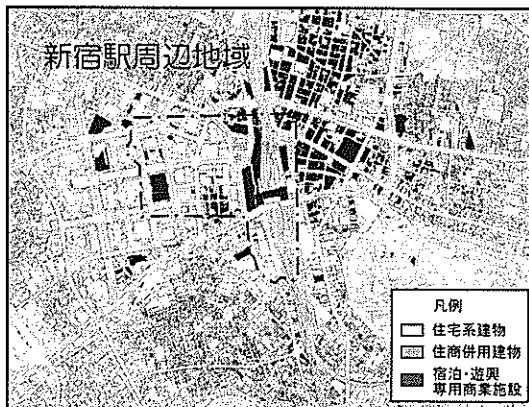 新宿駅周辺地域
凡例
住宅系建物
住商併用建物
宿泊・遊興
専用商業施設